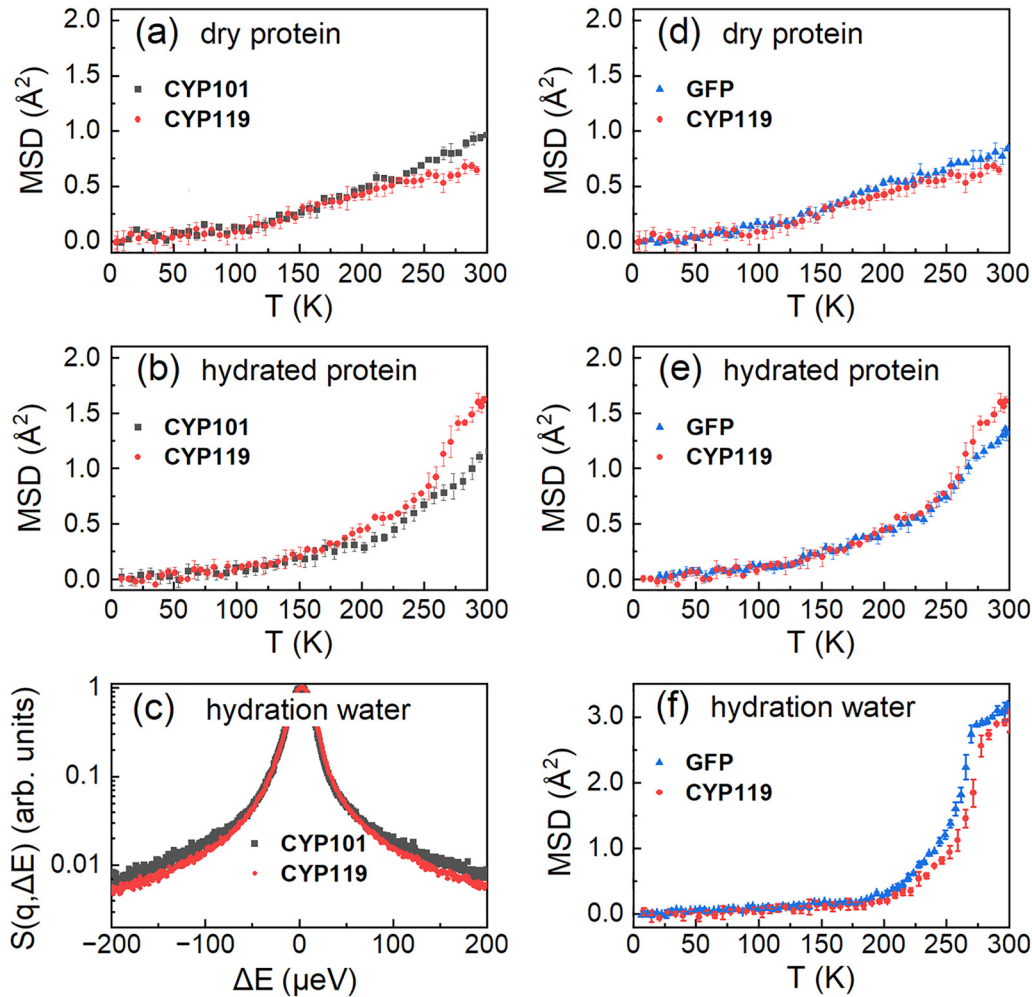 (a) dry protein
CYP101
CYP119
MSD (Å²)
2.0
1.5
1.0
0.5
0.0
0 50 100 150 200 250 300
T (K)
(d) dry protein
GFP
CYP119
MSD (Å²)
2.0
1.5
1.0
0.5
0.0
0 50 100 150 200 250 300
T (K)
(b) hydrated protein
CYP101
CYP119
MSD (Å²)
2.0
1.5
1.0
0.5
0.0
0 50 100 150 200 250 300
T (K)
(e) hydrated protein
GFP
CYP119
MSD (Å²)
2.0
1.5
1.0
0.5
0.0
0 50 100 150 200 250 300
T (K)
(c) hydration water
CYP101
CYP119
S(q,ΔE) (arb. units)
1
0.1
0.01
−200 −100 0 100 200
ΔE (µeV)
(f) hydration water
GFP
CYP119
MSD (Å²)
3.0
2.0
1.0
0.0
0 50 100 150 200 250 300
T (K)